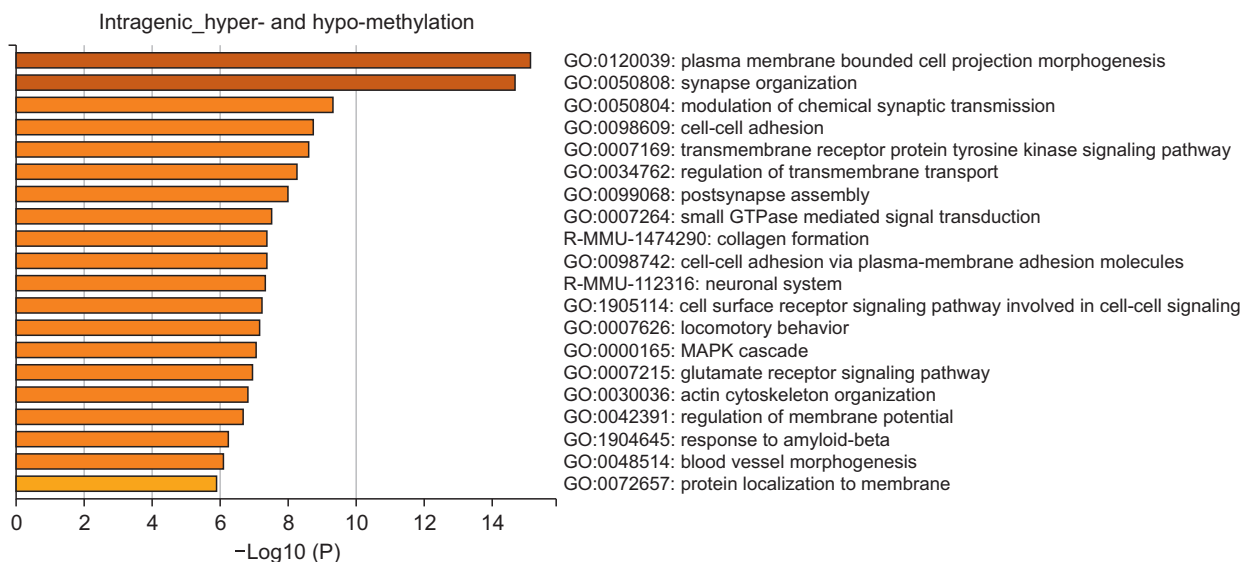 Intragenic_hyper- and hypo-methylation
GO:0120039: plasma membrane bounded cell projection morphogenesis
GO:0050808: synapse organization
GO:0050804: modulation of chemical synaptic transmission
GO:0098609: cell-cell adhesion
GO:0007169: transmembrane receptor protein tyrosine kinase signaling pathway
GO:0034762: regulation of transmembrane transport
GO:0099068: postsynapse assembly
GO:0007264: small GTPase mediated signal transduction
R-MMU-1474290: collagen formation
GO:0098742: cell-cell adhesion via plasma-membrane adhesion molecules
R-MMU-112316: neuronal system
GO:1905114: cell surface receptor signaling pathway involved in cell-cell signaling
GO:0007626: locomotory behavior
GO:0000165: MAPK cascade
GO:0007215: glutamate receptor signaling pathway
GO:0030036: actin cytoskeleton organization
GO:0042391: regulation of membrane potential
GO:1904645: response to amyloid-beta
GO:0048514: blood vessel morphogenesis
GO:0072657: protein localization to membrane
0 2 4 6 8 10 12 14
−Log10 (P)